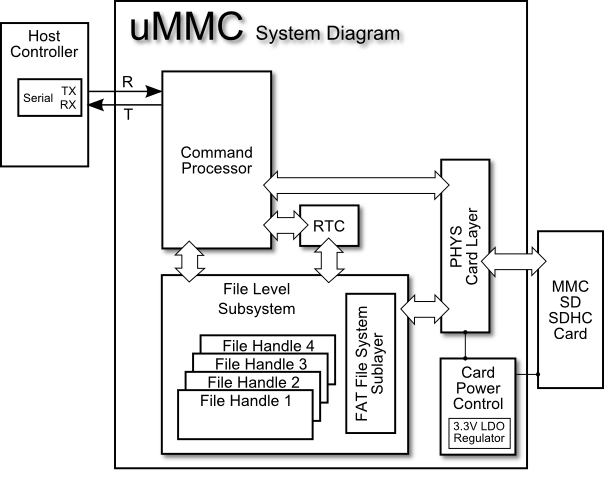 uMMC System Diagram
Host
Controller
Serial TX
RX
R
T
Command
Processor
RTC
PHYS
Card Layer
MMC
SD
SDHC
Card
File Level
Subsystem
File Handle 4
File Handle 3
File Handle 2
File Handle 1
FAT File System
Sublayer
Card
Power
Control
3.3V LDO
Regulator